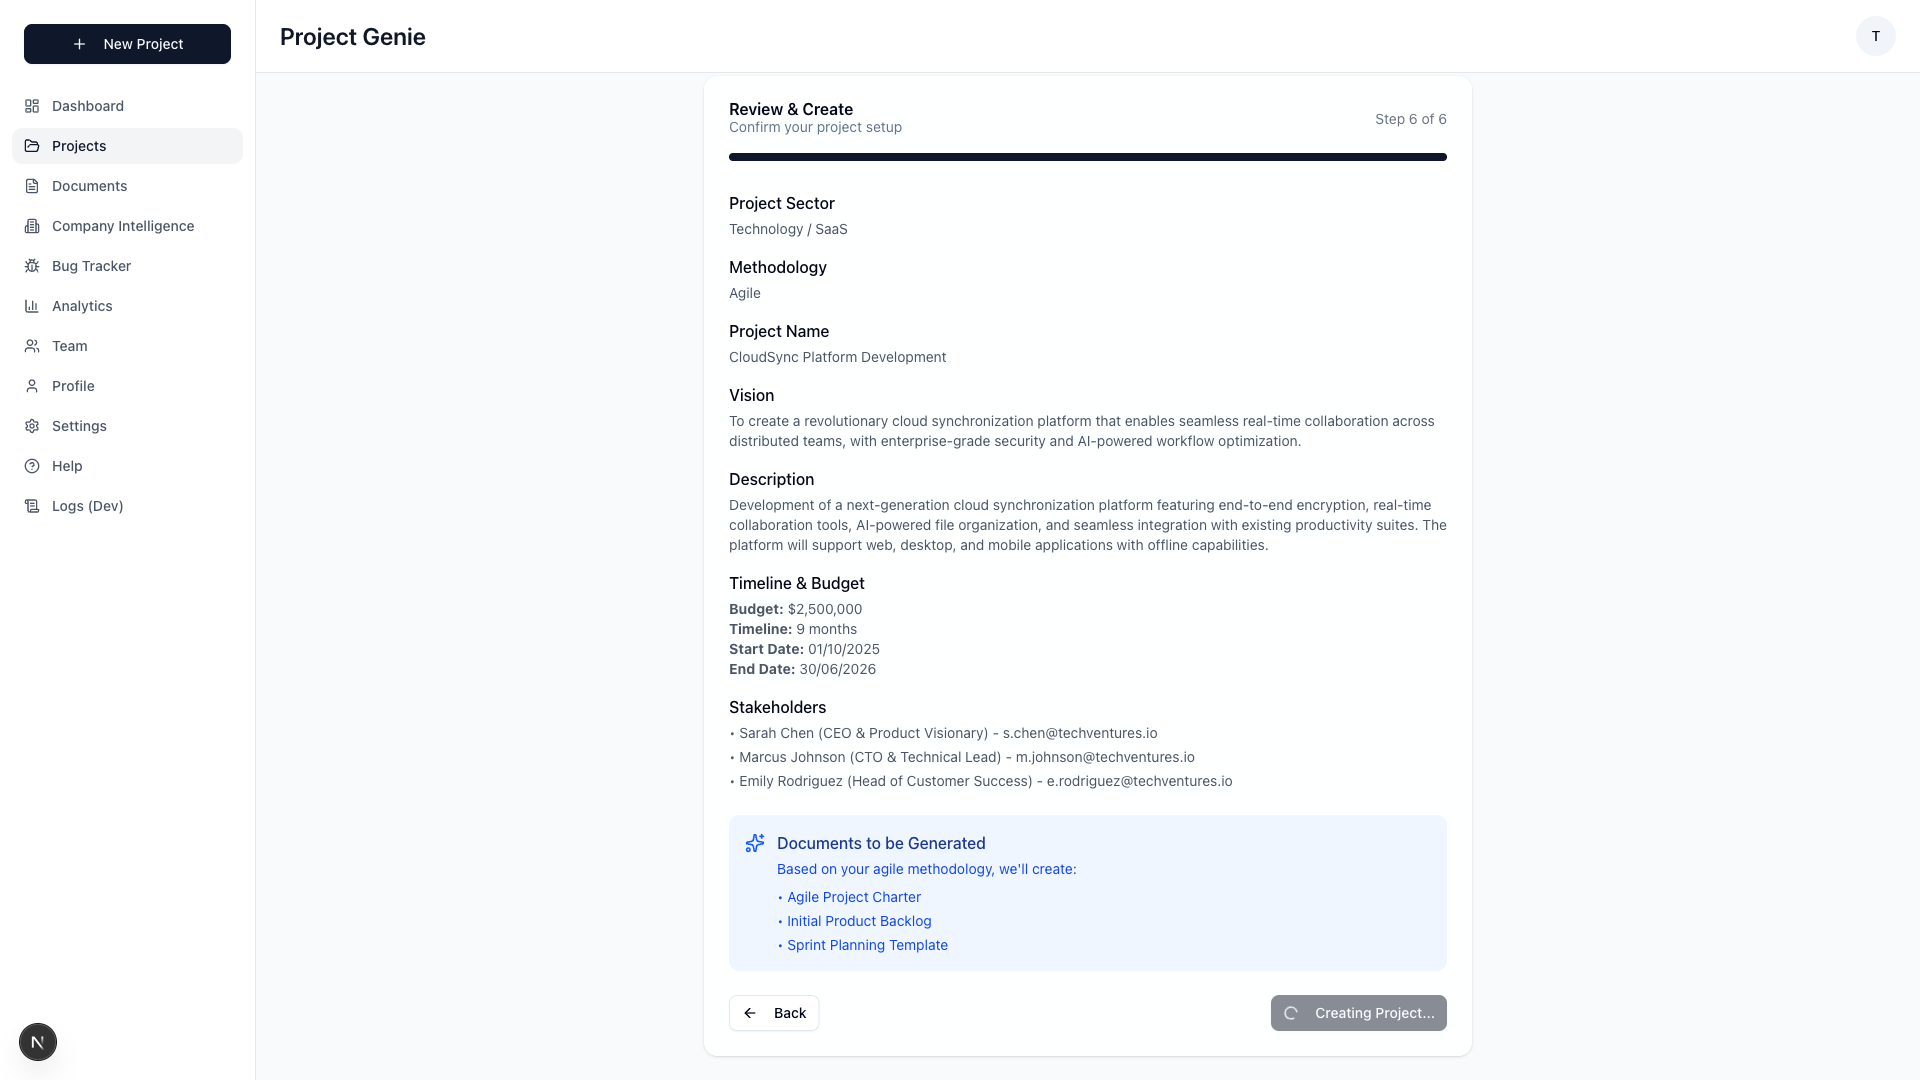 New Project
Dashboard
Projects
Documents
Company Intelligence
Bug Tracker
Analytics
Team
Profile
Settings
Help
Logs (Dev)
N
Project Genie
T
Review & Create
Confirm your project setup
Step 6 of 6
Project Sector
Technology / SaaS
Methodology
Agile
Project Name
CloudSync Platform Development
Vision
To create a revolutionary cloud synchronization platform that enables seamless real-time collaboration across
distributed teams, with enterprise-grade security and AI-powered workflow optimization.
Description
Development of a next-generation cloud synchronization platform featuring end-to-end encryption, real-time
collaboration tools, AI-powered file organization, and seamless integration with existing productivity suites. The
platform will support web, desktop, and mobile applications with offline capabilities.
Timeline & Budget
Budget: $2,500,000
Timeline: 9 months
Start Date: 01/10/2025
End Date: 30/06/2026
Stakeholders
• Sarah Chen (CEO & Product Visionary) - s.chen@techventures.io
• Marcus Johnson (CTO & Technical Lead) - m.johnson@techventures.io
• Emily Rodriguez (Head of Customer Success) - e.rodriguez@techventures.io
Documents to be Generated
Based on your agile methodology, we'll create:
• Agile Project Charter
• Initial Product Backlog
• Sprint Planning Template
Back
Creating Project...